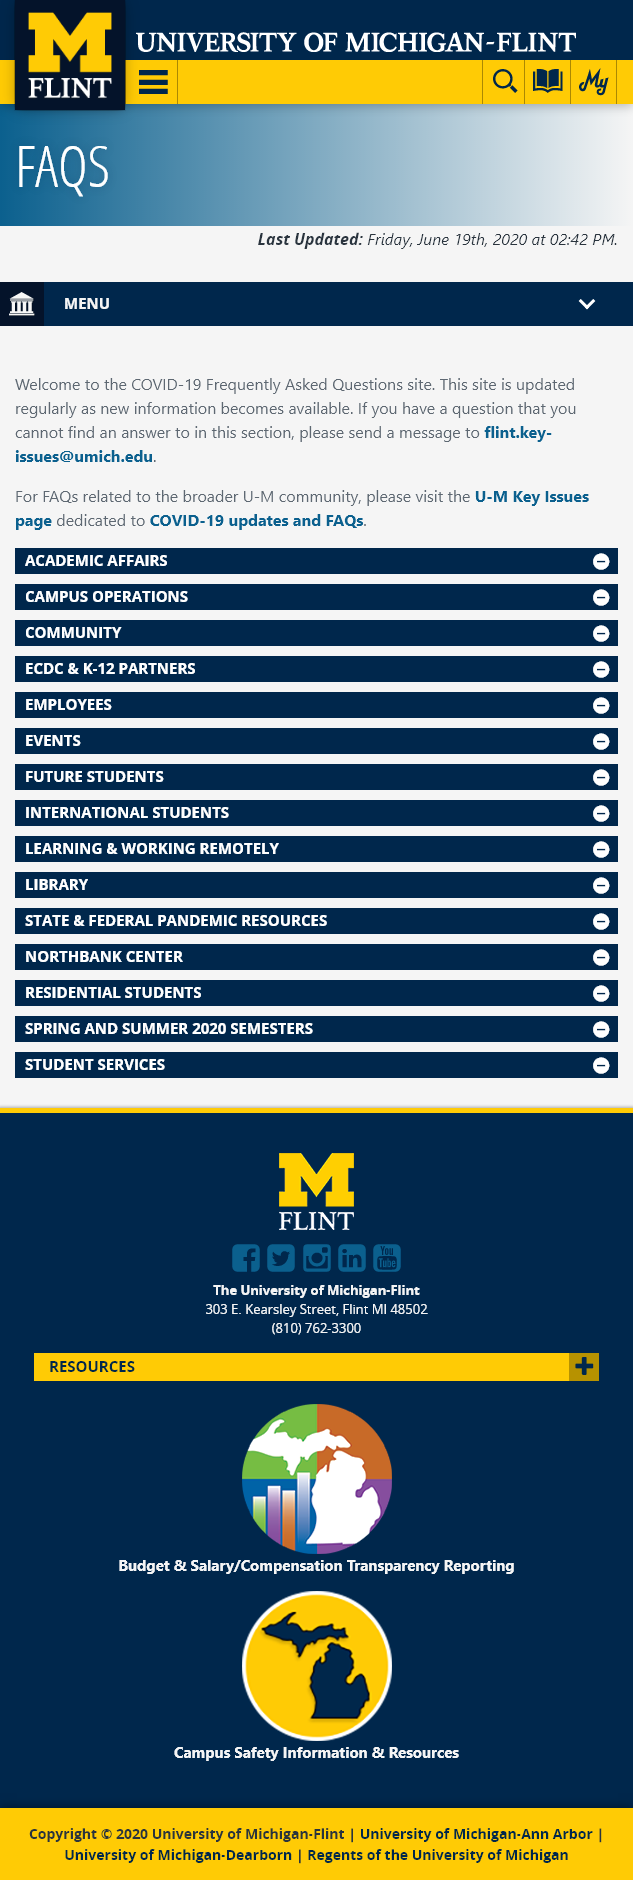 M
FLINT
UNIVERSITY OF MICHIGAN-FLINT
My
FAQS
Last Updated: Friday, June 19th, 2020 at 02:42 PM.
MENU
Welcome to the COVID-19 Frequently Asked Questions site. This site is updated
regularly as new information becomes available. If you have a question that you
cannot find an answer to in this section, please send a message to flint.key-
issues@umich.edu.
For FAQs related to the broader U-M community, please visit the U-M Key Issues
page dedicated to COVID-19 updates and FAQs.
ACADEMIC AFFAIRS
CAMPUS OPERATIONS
COMMUNITY
ECDC & K-12 PARTNERS
EMPLOYEES
EVENTS
FUTURE STUDENTS
INTERNATIONAL STUDENTS
LEARNING & WORKING REMOTELY
LIBRARY
STATE & FEDERAL PANDEMIC RESOURCES
NORTHBANK CENTER
RESIDENTIAL STUDENTS
SPRING AND SUMMER 2020 SEMESTERS
STUDENT SERVICES
M
FLINT
You
Tube
The University of Michigan-Flint
303 E. Kearsley Street, Flint MI 48502
(810) 762-3300
RESOURCES
Budget & Salary/Compensation Transparency Reporting
Campus Safety Information & Resources
Copyright © 2020 University of Michigan-Flint | University of Michigan-Ann Arbor |
University of Michigan-Dearborn | Regents of the University of Michigan